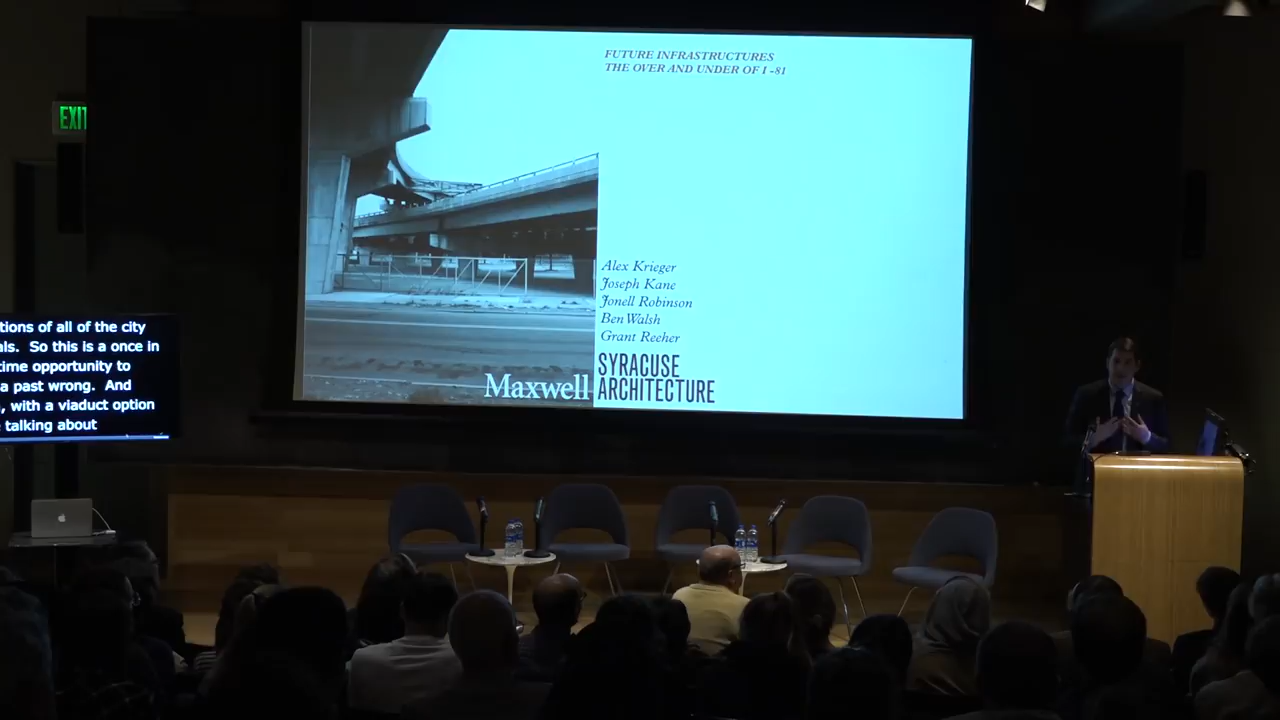 FUTURE INFRASTRUCTURES
THE OVER AND UNDER OF I -81
EXIT
tions of all of the city
als. So this is a once in
time opportunity to
a past wrong. And
, with a viaduct option
talking about
Alex Krieger
Joseph Kane
Jonell Robinson
Ben Walsh
Grant Reeher
Maxwell
SYRACUSE
ARCHITECTURE